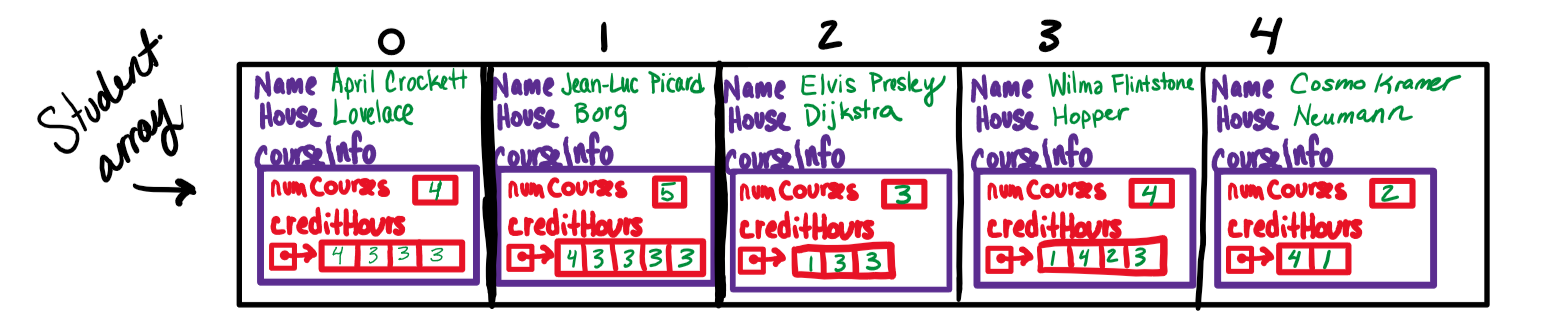 Student array
0 1 2 3 4
Name April Crockett
House Lovelace
CourseInfo
numCourses 4
creditHours
4 3 3 3
Name Jean-Luc Picard
House Borg
CourseInfo
numCourses 5
creditHours
4 3 3 3 3
Name Elvis Presley
House Dijkstra
CourseInfo
numCourses 3
creditHours
1 3 3
Name Wilma Flintstone
House Hopper
CourseInfo
numCourses 4
creditHours
1 4 2 3
Name Cosmo Kramer
House Neumann
CourseInfo
numCourses 2
creditHours
4 1